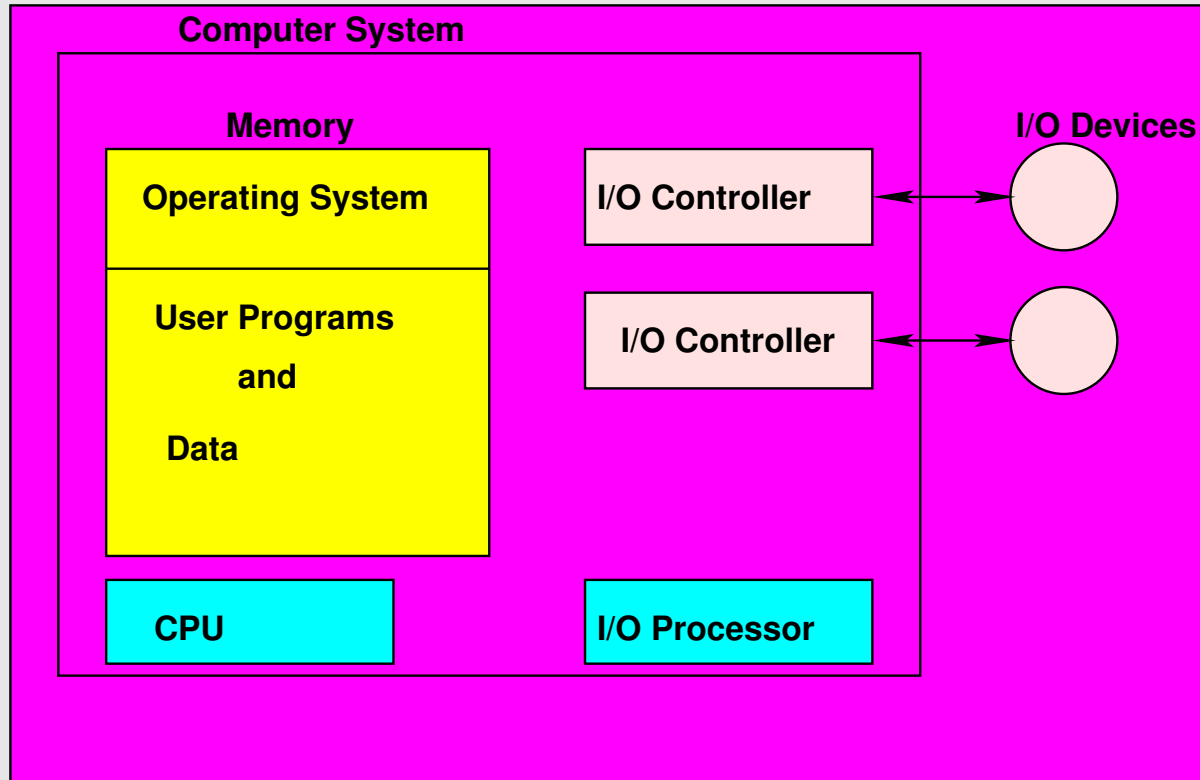 Computer System
Memory
I/O Devices
Operating System
I/O Controller
User Programs
and
Data
I/O Controller
CPU
I/O Processor